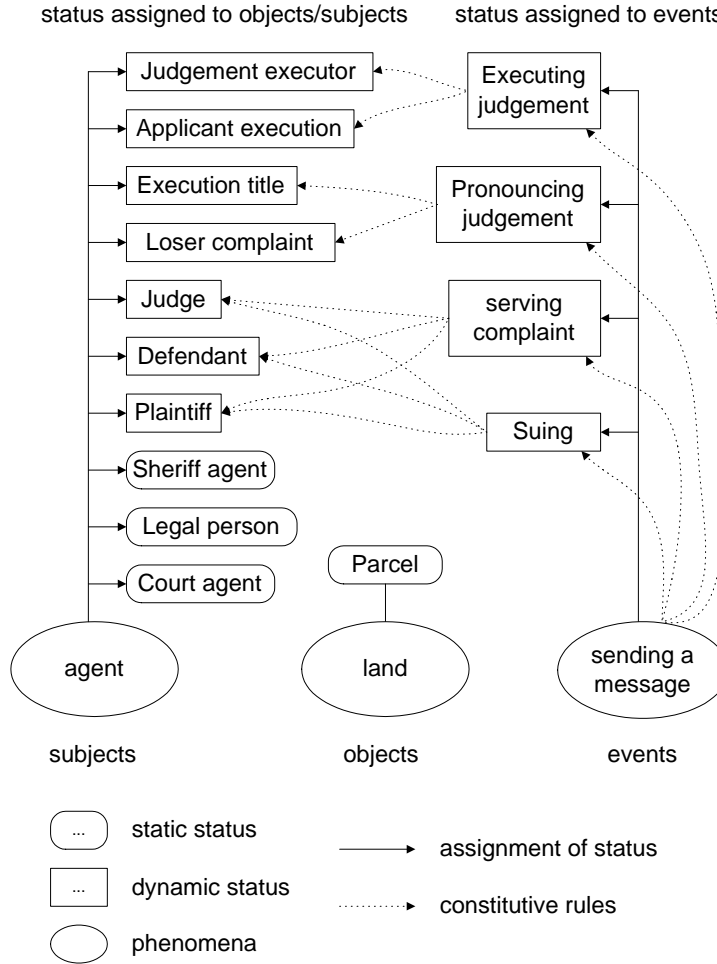 status assigned to objects/subjects
status assigned to events
Judgement executor
Applicant execution
Execution title
Loser complaint
Judge
Defendant
Plaintiff
Sheriff agent
Legal person
Court agent
Executing
judgement
Pronouncing
judgement
serving
complaint
Suing
Parcel
agent
land
sending a
message
subjects
objects
events
... static status
... dynamic status
phenomena
assignment of status
constitutive rules